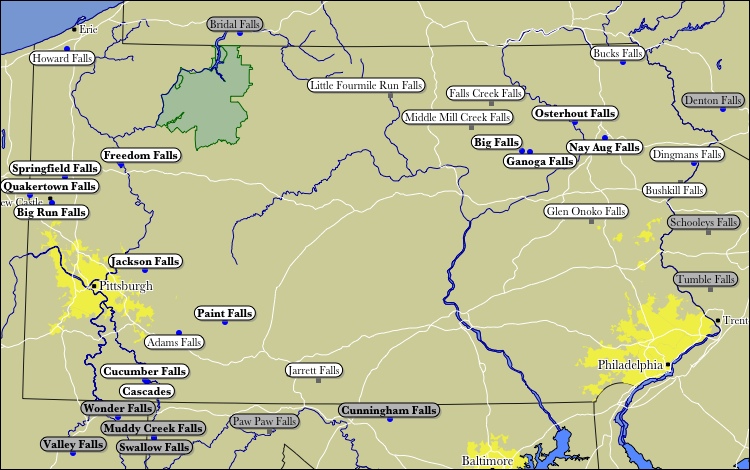 Bridal Falls
Erie
Howard Falls
Bucks Falls
Little Fourmile Run Falls
Falls Creek Falls
Denton Falls
Middle Mill Creek Falls
Osterhout Falls
Big Falls
Nay Aug Falls
Freedom Falls
Ganoga Falls
Dingmans Falls
Springfield Falls
Quakertown Falls
Bushkill Falls
ew Castle
Big Run Falls
Glen Onoko Falls
Schooleys Falls
Jackson Falls
Tumble Falls
Pittsburgh
Paint Falls
Trent
Adams Falls
Philadelphia
Cucumber Falls
Jarrett Falls
Cascades
Wonder Falls
Cunningham Falls
Paw Paw Falls
Muddy Creek Falls
Valley Falls
Swallow Falls
Baltimore